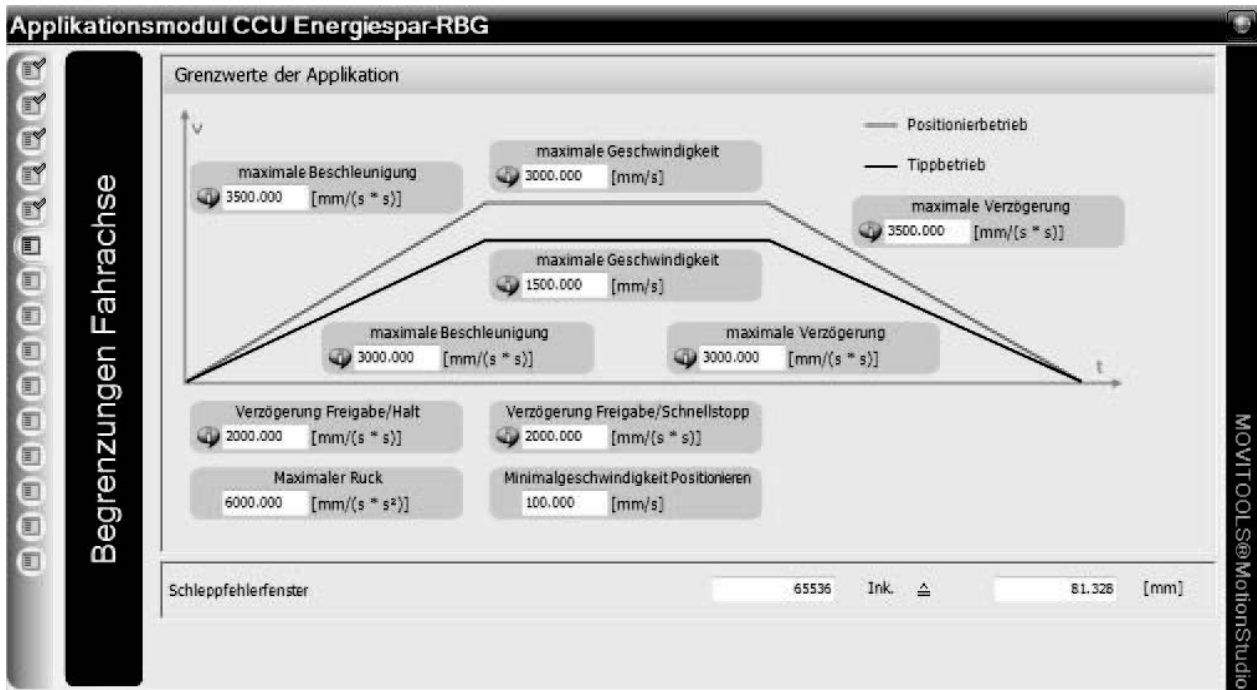 Applikationsmodul CCU Energiespar-RBG
Begrenzungen Fahrachse
Grenzwerte der Applikation
v
Positionierbetrieb
Tippbetrieb
maximale Beschleunigung
3500.000 [mm/(s * s)]
maximale Geschwindigkeit
3000.000 [mm/s]
maximale Verzögerung
3500.000 [mm/(s * s)]
maximale Geschwindigkeit
1500.000 [mm/s]
maximale Beschleunigung
3000.000 [mm/(s * s)]
maximale Verzögerung
3000.000 [mm/(s * s)]
t
Verzögerung Freigabe/Halt
2000.000 [mm/(s * s)]
Verzögerung Freigabe/Schnellstopp
2000.000 [mm/(s * s)]
Maximaler Ruck
6000.000 [mm/(s * s²)]
Minimalgeschwindigkeit Positionieren
100.000 [mm/s]
Schleppfehlerfenster 65536 Ink. ≙ 81.328 [mm]
MOVITOOLS®MotionStudio